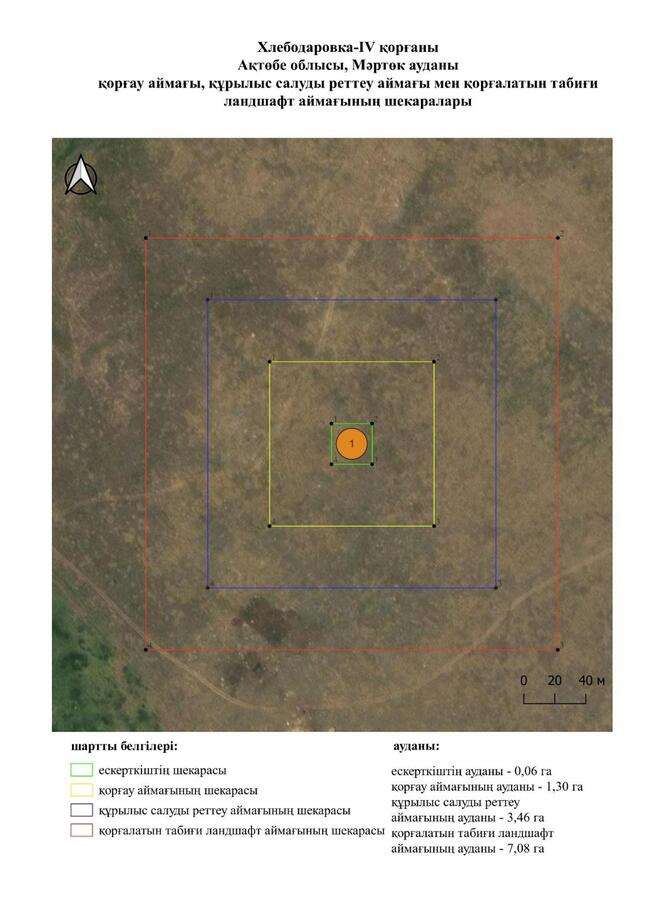 Хлебодаровка-IV қорғаны
Ақтөбе облысы, Мәртөк ауданы
қорғау аймағы, құрылыс салуды реттеу аймағы мен қорғалатын табиғи
ландшафт аймағының шекаралары
1
0 20 40 м
шартты белгілері:
ескерткіштің шекарасы
қорғау аймағының шекарасы
құрылыс салуды реттеу аймағының шекарасы
қорғалатын табиғи ландшафт аймағының шекарасы
ауданы:
ескерткіштің ауданы - 0,06 га
қорғау аймағының ауданы - 1,30 га
құрылыс салуды реттеу
аймағының ауданы - 3,46 га
қорғалатын табиғи ландшафт
аймағының ауданы - 7,08 га